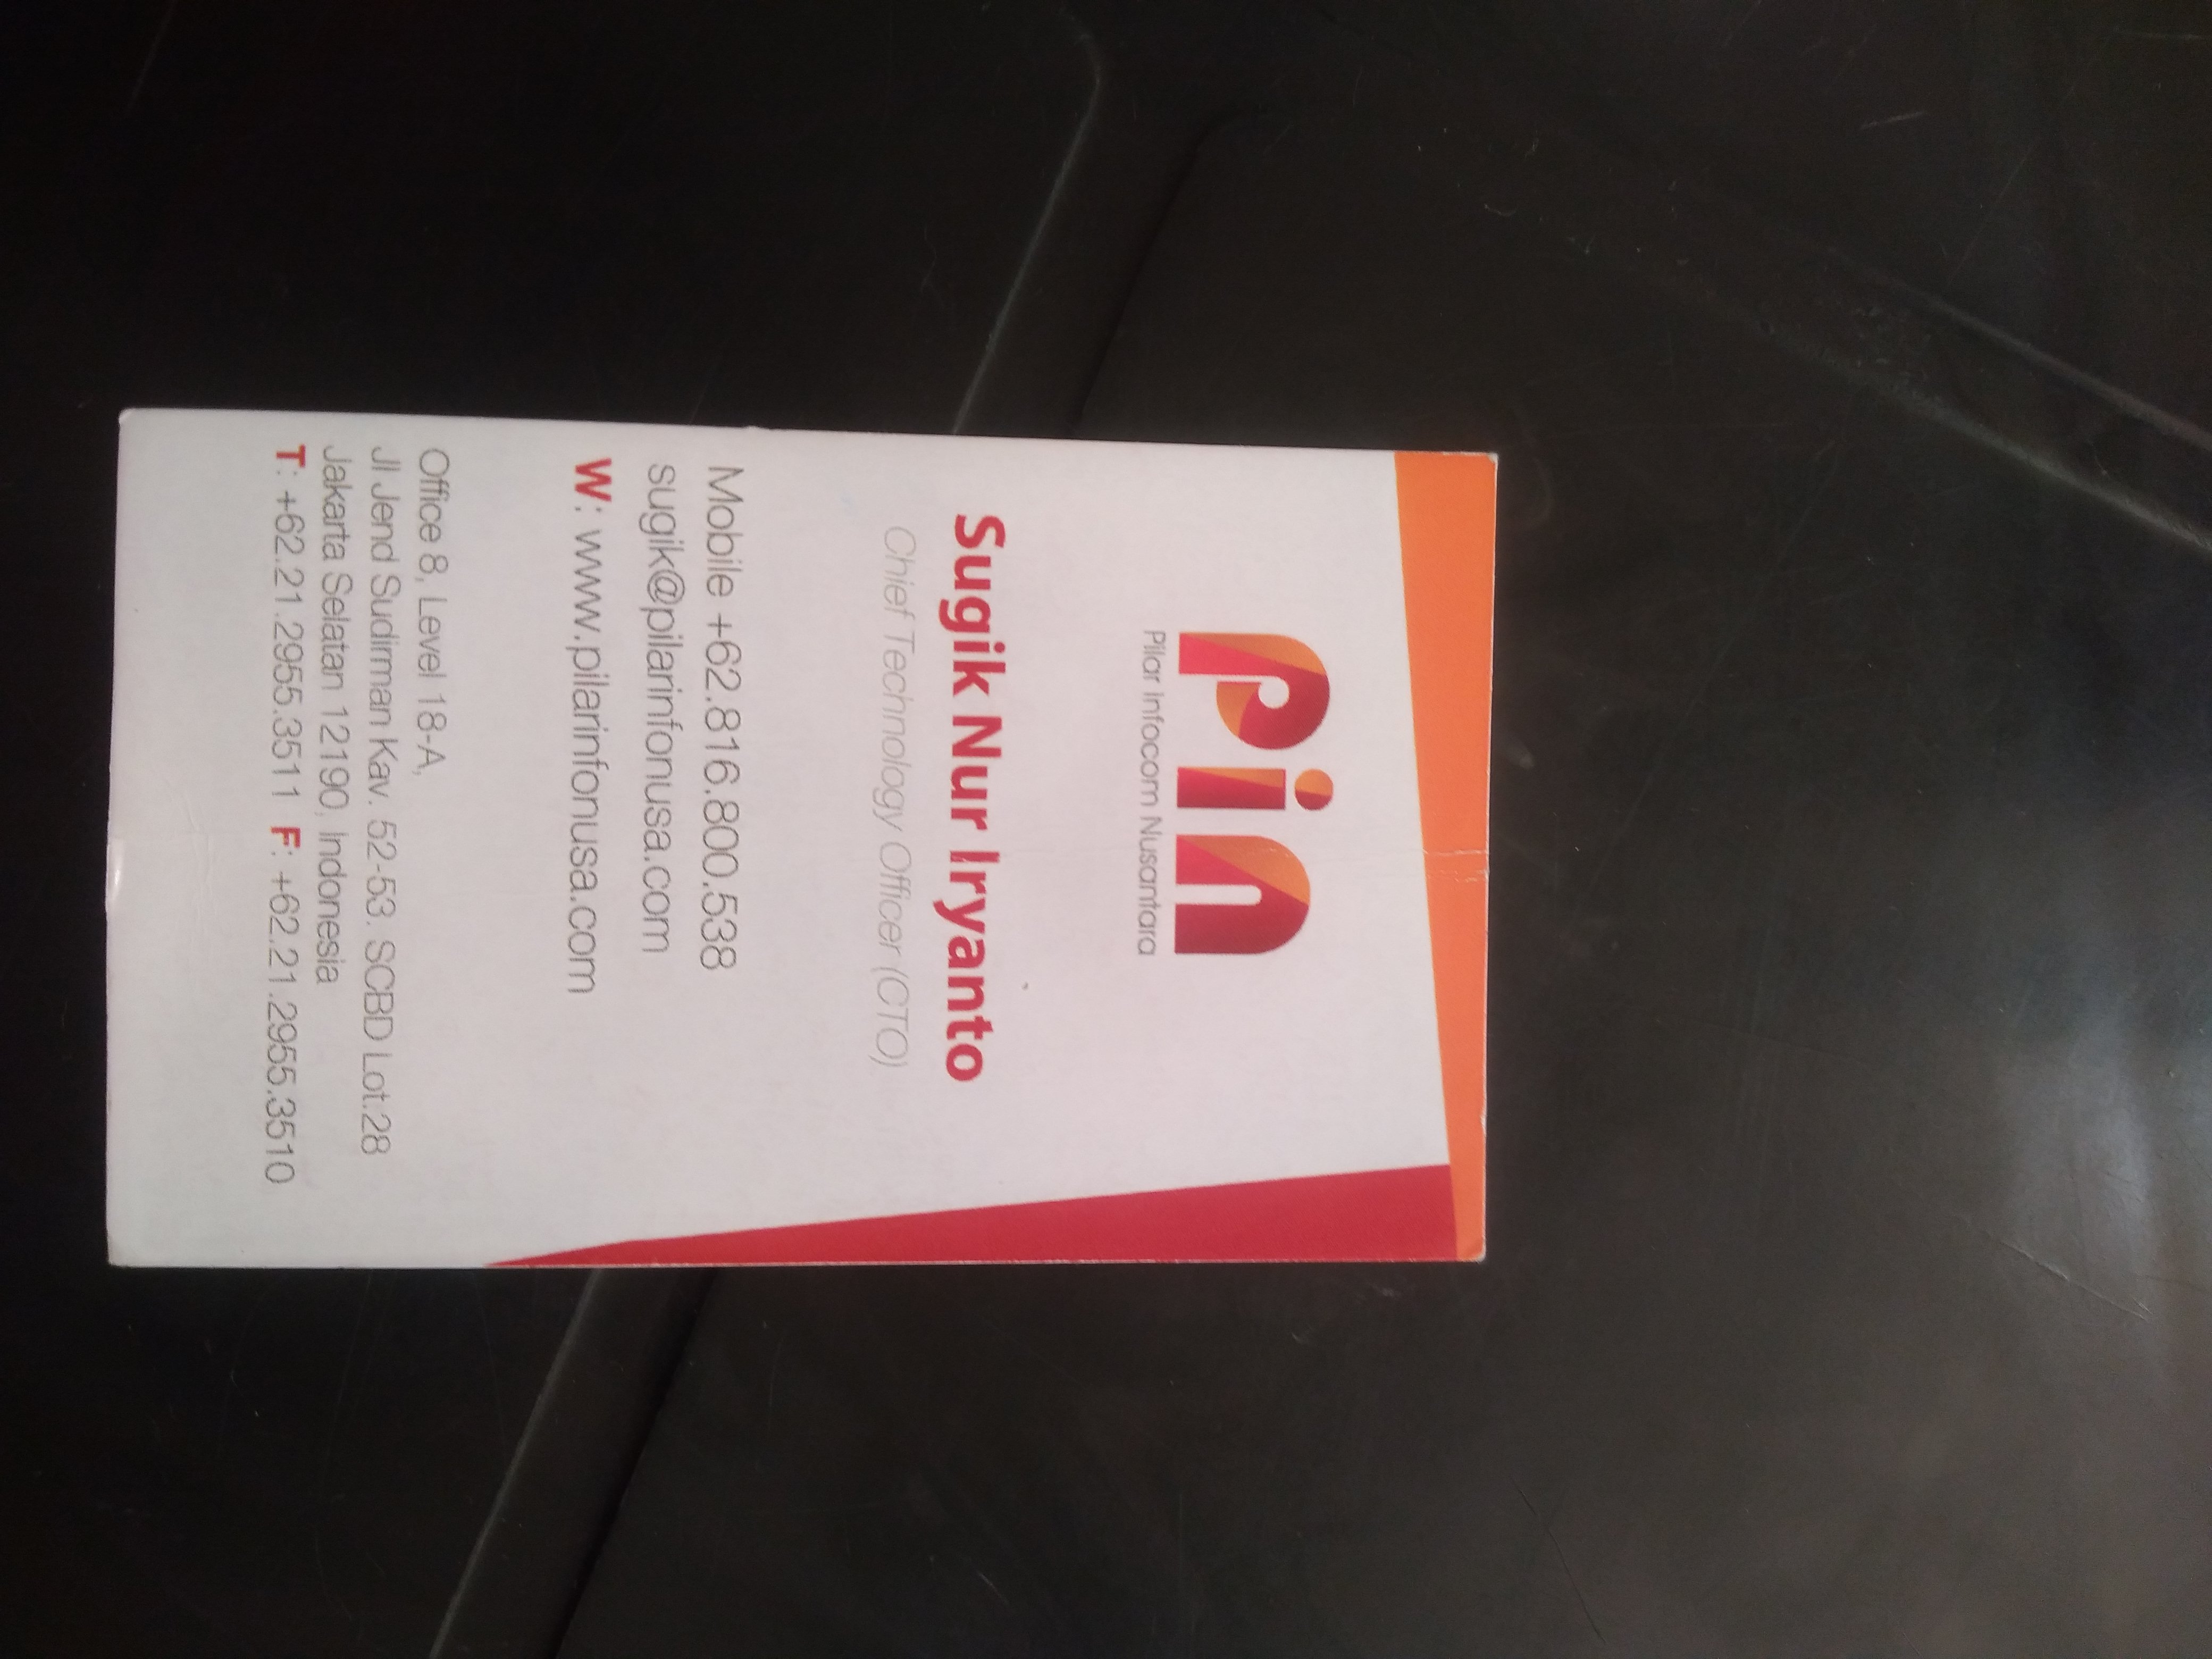 Pin
Pilar Infocom Nusantara
Sugik Nur Iryanto
Chief Technology Officer (CTO)
Mobile +62.816.800.538
sugik@pilarinfonusa.com
W: www.pilarinfonusa.com
Office 8, Level 18-A,
Jl Jend Sudirman Kav. 52-53. SCBD Lot.28
Jakarta Selatan 12190, Indonesia
T: +62.21.2955.3511 F: +62.21.2955.3510